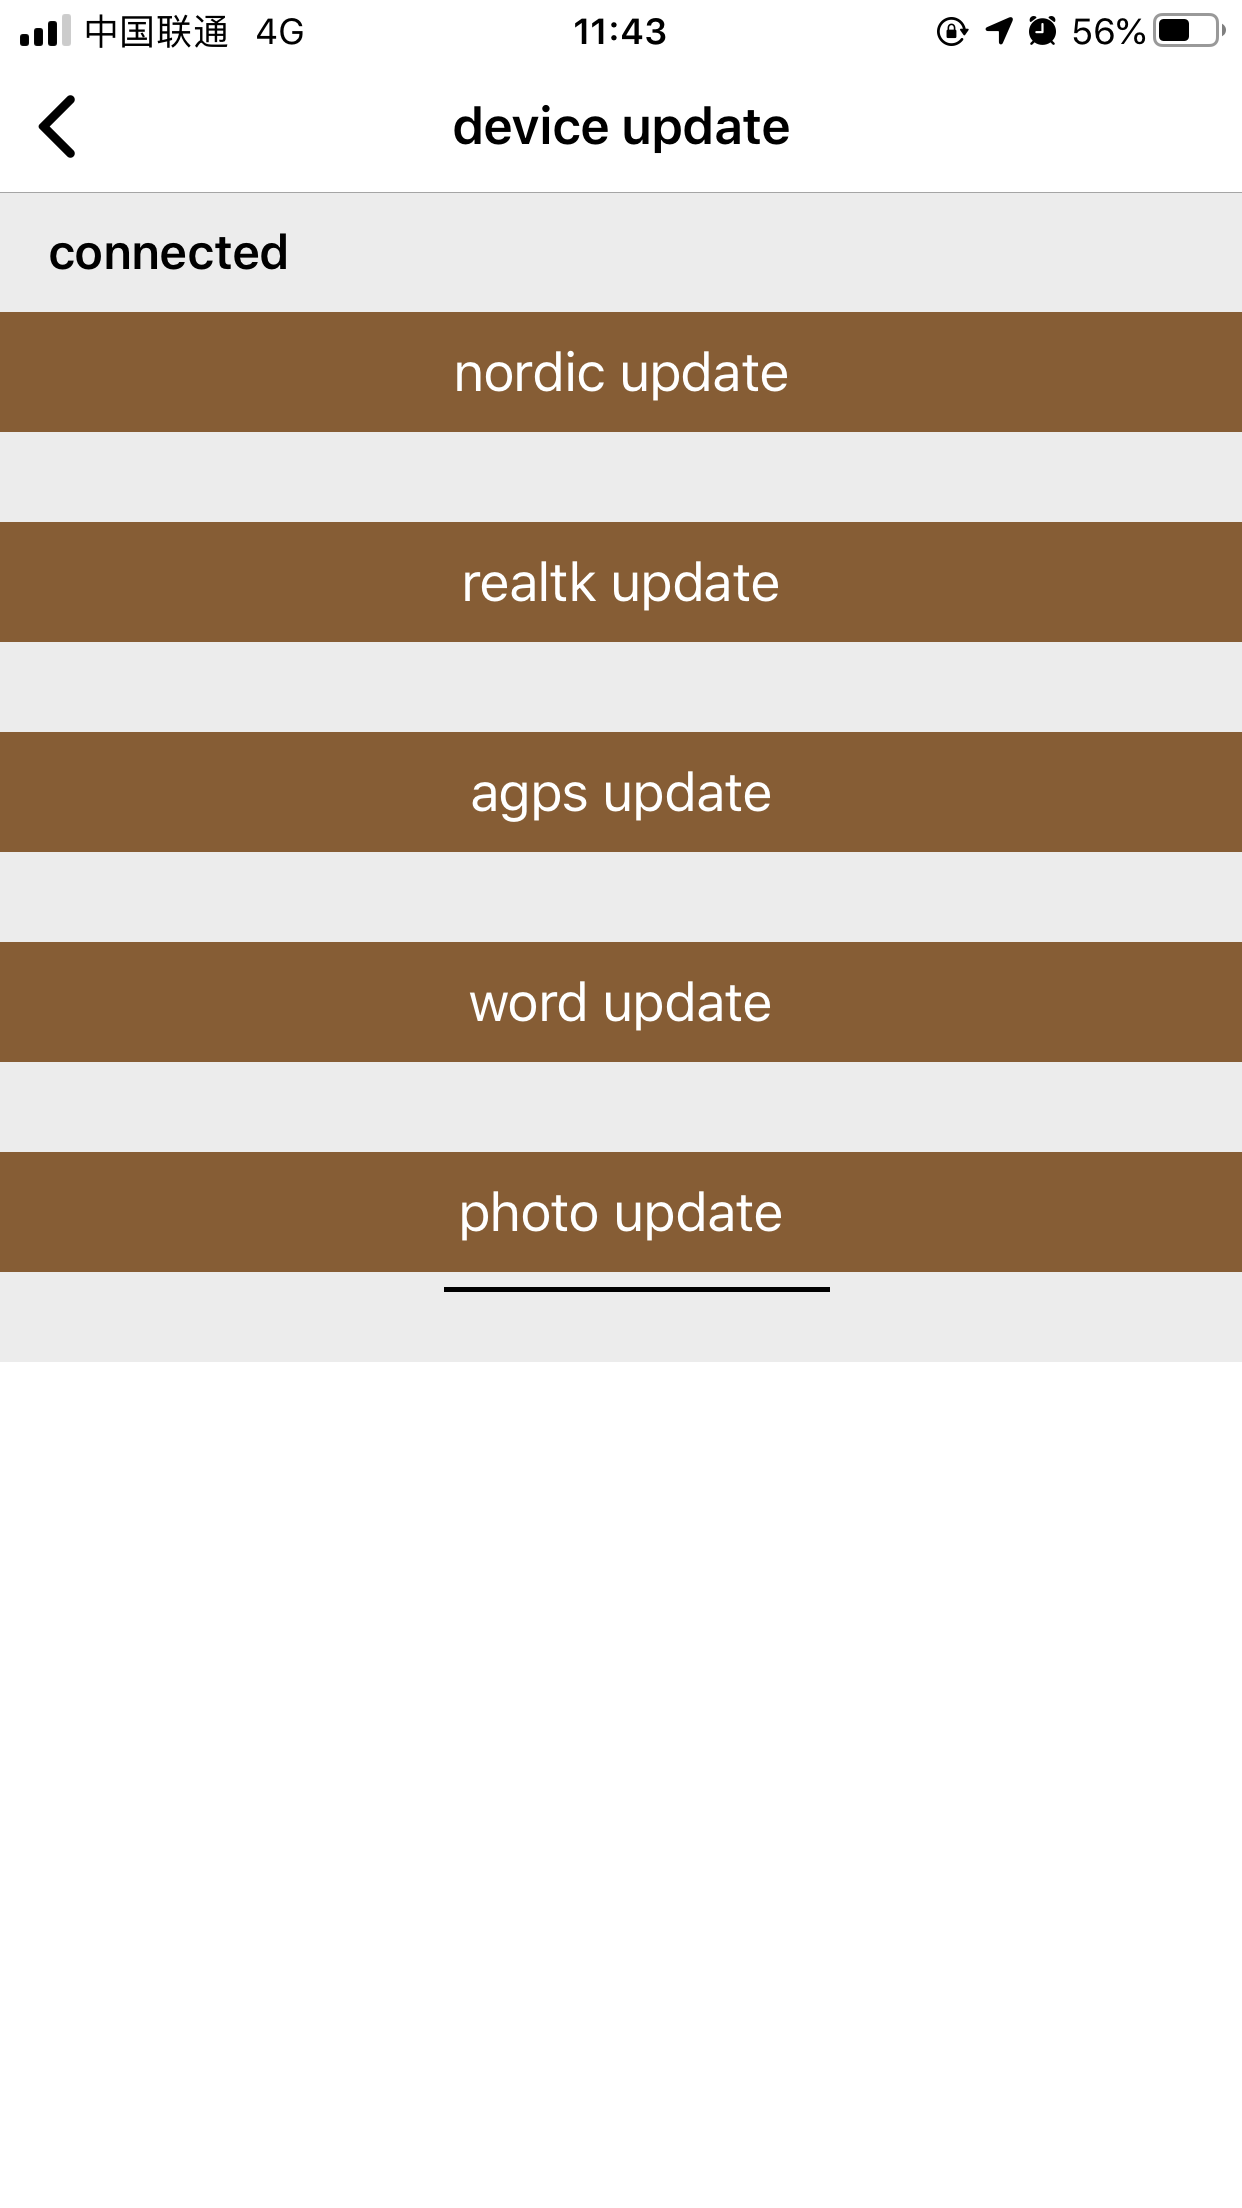 中国联通 4G 11:43 56%
device update
connected
nordic update
realtk update
agps update
word update
photo update